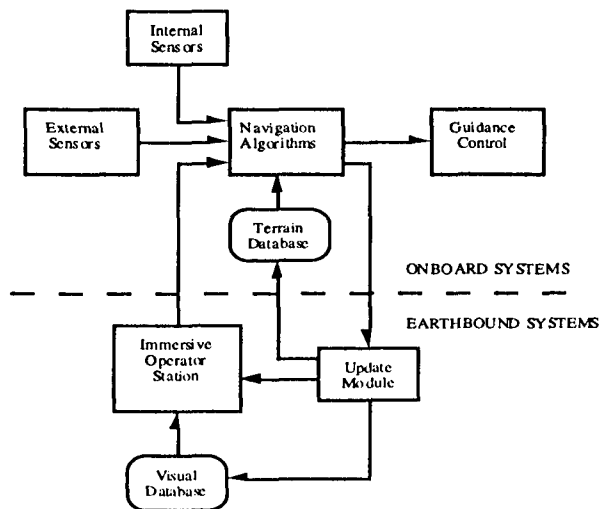 Internal
Sensors
External
Sensors
Navigation
Algorithms
Guidance
Control
Terrain
Database
ONBOARD SYSTEMS
EARTHBOUND SYSTEMS
Immersive
Operator
Station
Update
Module
Visual
Database